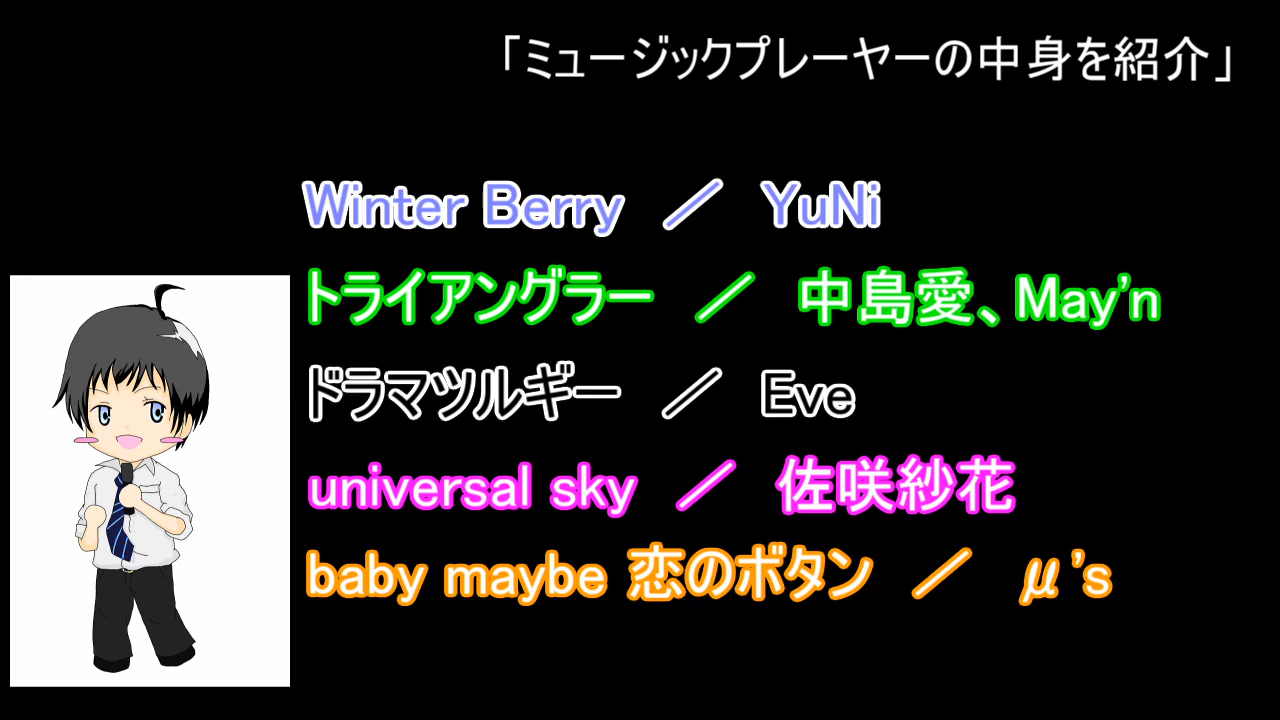 「ミュージックプレーヤーの中身を紹介」
Winter Berry ／ YuNi
トライアングラー ／ 中島愛、May'n
ドラマツルギー ／ Eve
universal sky ／ 佐咲紗花
baby maybe 恋のボタン ／ μ's